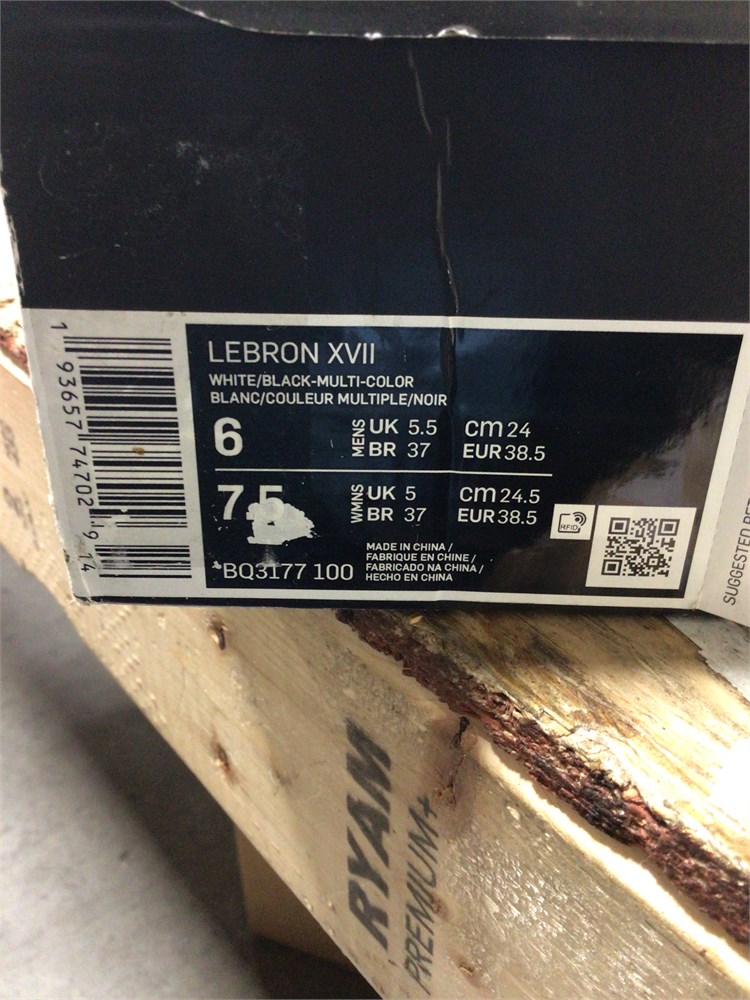 LEBRON XVII
WHITE/BLACK-MULTI-COLOR
BLANC/COULEUR MULTIPLE/NOIR
6
MENS
UK 5.5 cm 24
BR 37 EUR 38.5
7.5
WMNS
UK 5 cm 24.5
BR 37 EUR 38.5
RFID
MADE IN CHINA /
FABRIQUE EN CHINE /
FABRICADO NA CHINA /
HECHO EN CHINA
BQ3177 100
1 93657 74702 9 14
SUGGESTED
RYAM
PREMIUM+